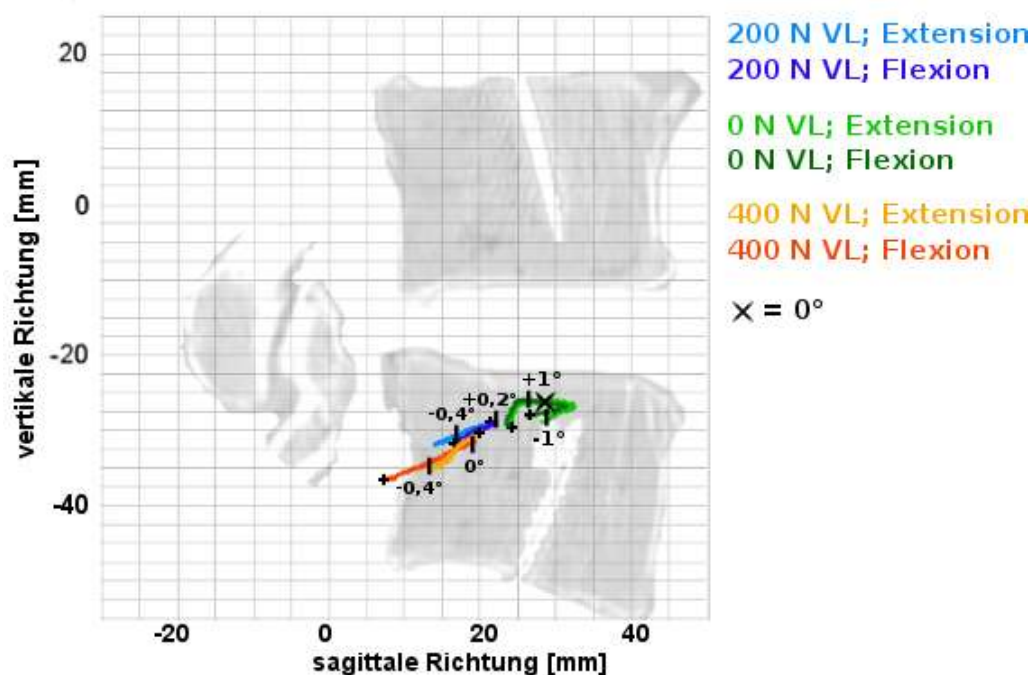 200 N VL; Extension
200 N VL; Flexion
0 N VL; Extension
0 N VL; Flexion
400 N VL; Extension
400 N VL; Flexion
× = 0°
vertikale Richtung [mm]
20
0
-20
-40
+1°
+0,2°
-0,4°
-1°
0°
-0,4°
-20
0
20
40
sagittale Richtung [mm]